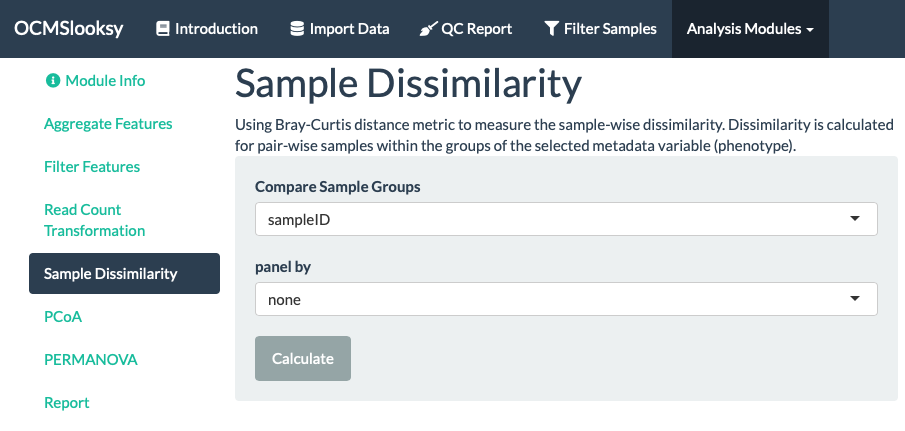 OCMSlooksy
Introduction
Import Data
QC Report
Filter Samples
Analysis Modules
Module Info
Aggregate Features
Filter Features
Read Count
Transformation
Sample Dissimilarity
PCoA
PERMANOVA
Report
Sample Dissimilarity
Using Bray-Curtis distance metric to measure the sample-wise dissimilarity. Dissimilarity is calculated
for pair-wise samples within the groups of the selected metadata variable (phenotype).
Compare Sample Groups
sampleID
panel by
none
Calculate